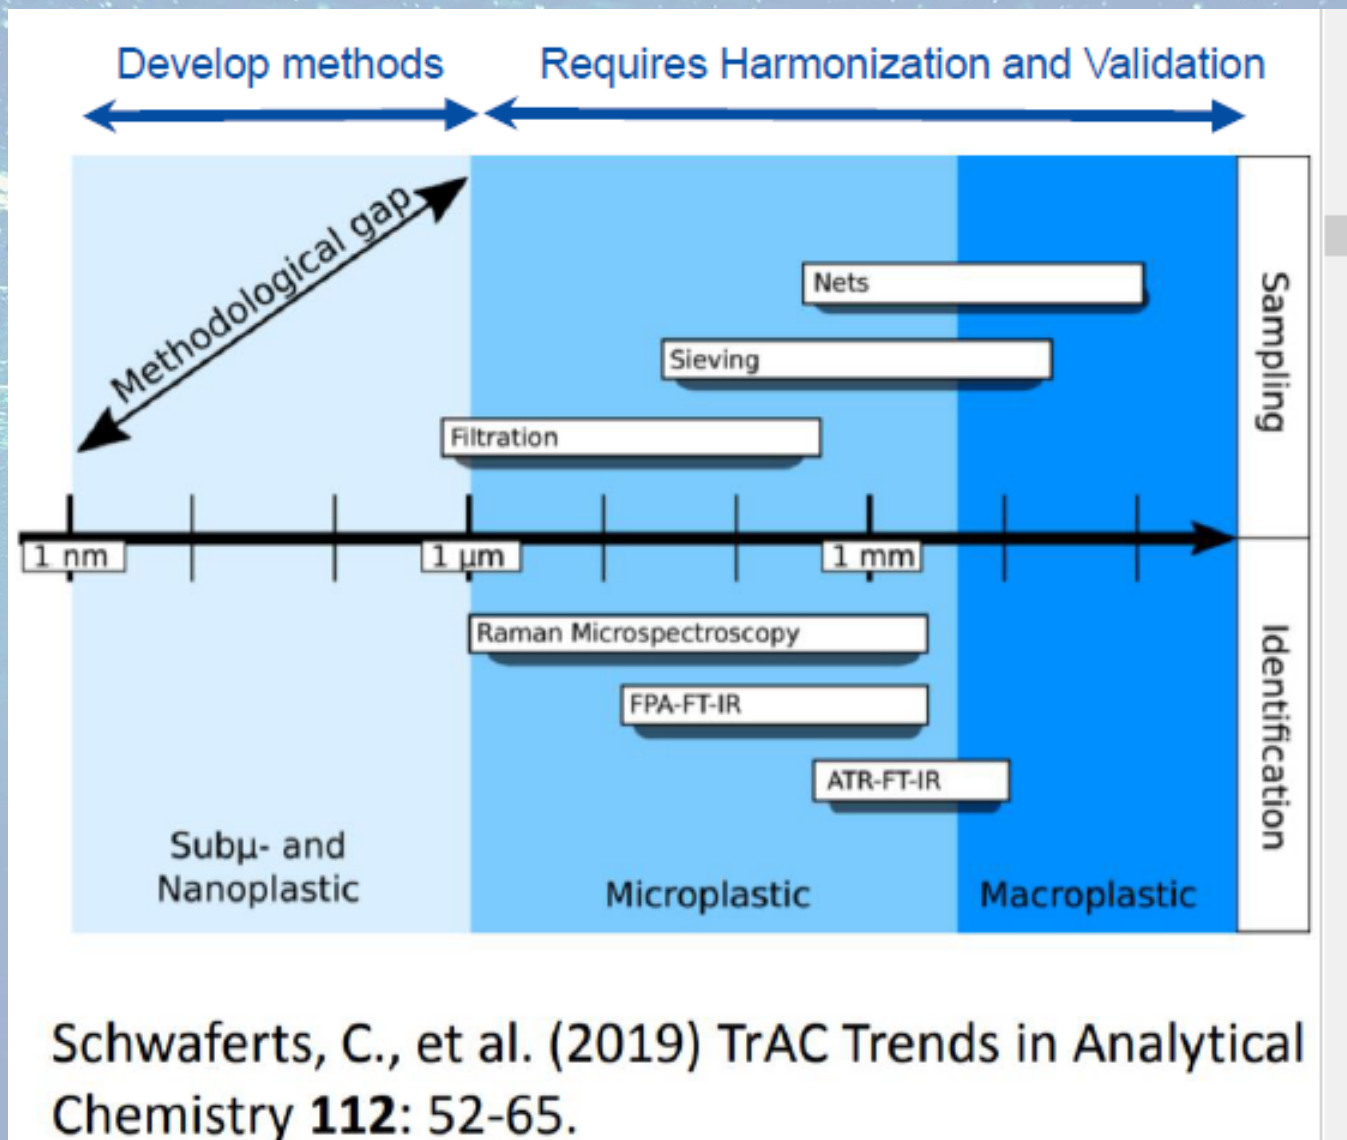 Develop methods
Requires Harmonization and Validation
Methodological gap
Nets
Sieving
Filtration
Sampling
1 nm
1 µm
1 mm
Raman Microspectroscopy
FPA-FT-IR
ATR-FT-IR
Identification
Subµ- and
Nanoplastic
Microplastic
Macroplastic
Schwaferts, C., et al. (2019) TrAC Trends in Analytical
Chemistry 112: 52-65.